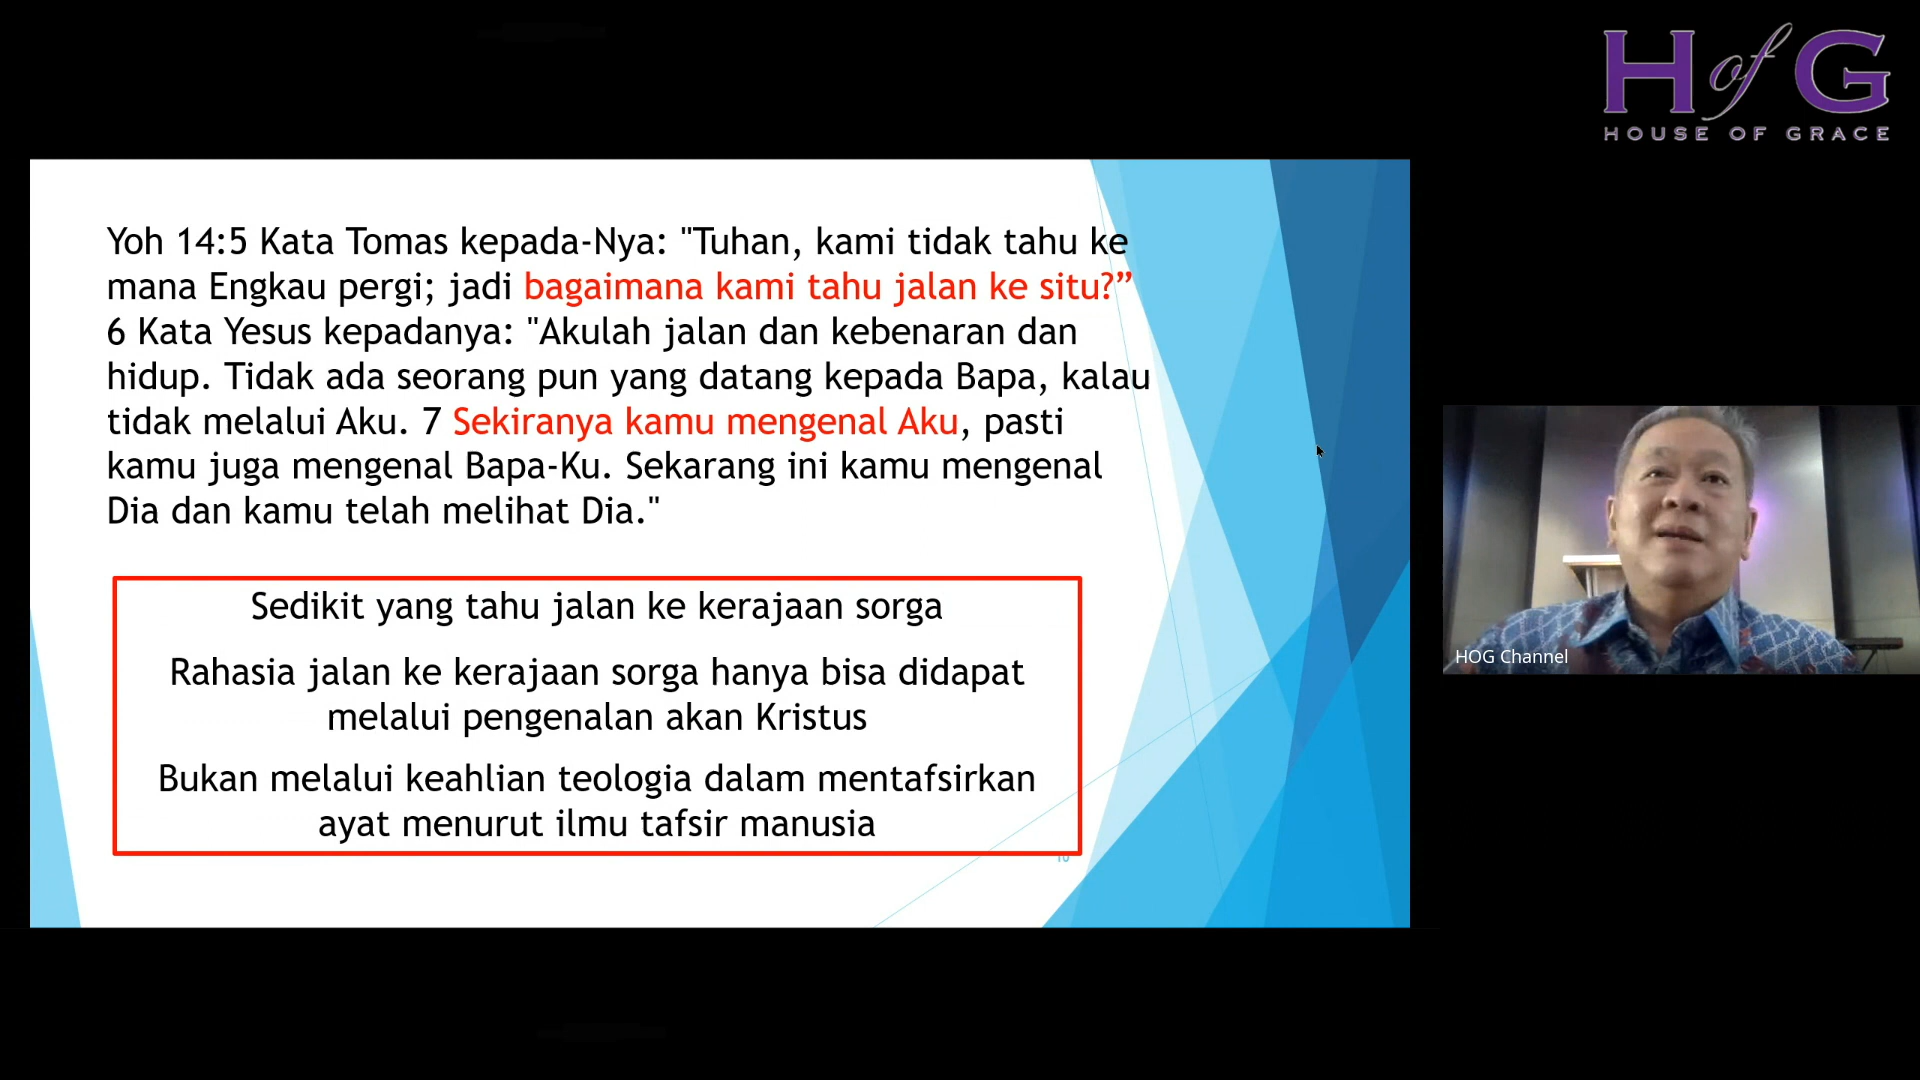 H of G
HOUSE OF GRACE
Yoh 14:5 Kata Tomas kepada-Nya: "Tuhan, kami tidak tahu ke
mana Engkau pergi; jadi bagaimana kami tahu jalan ke situ?”
6 Kata Yesus kepadanya: "Akulah jalan dan kebenaran dan
hidup. Tidak ada seorang pun yang datang kepada Bapa, kalau
tidak melalui Aku. 7 Sekiranya kamu mengenal Aku, pasti
kamu juga mengenal Bapa-Ku. Sekarang ini kamu mengenal
Dia dan kamu telah melihat Dia."
Sedikit yang tahu jalan ke kerajaan sorga
Rahasia jalan ke kerajaan sorga hanya bisa didapat
melalui pengenalan akan Kristus
Bukan melalui keahlian teologia dalam mentafsirkan
ayat menurut ilmu tafsir manusia
HOG Channel